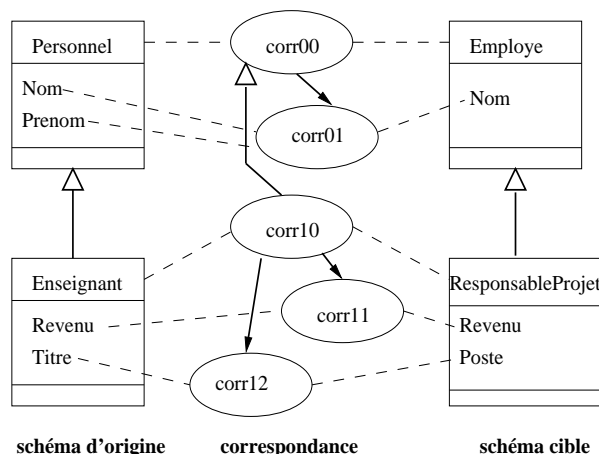 Personnel
corr00
Employe
Nom
Prenom
Nom
corr01
corr10
Enseignant
ResponsableProjet
Revenu
Titre
corr11
Revenu
Poste
corr12
schéma d'origine correspondance schéma cible